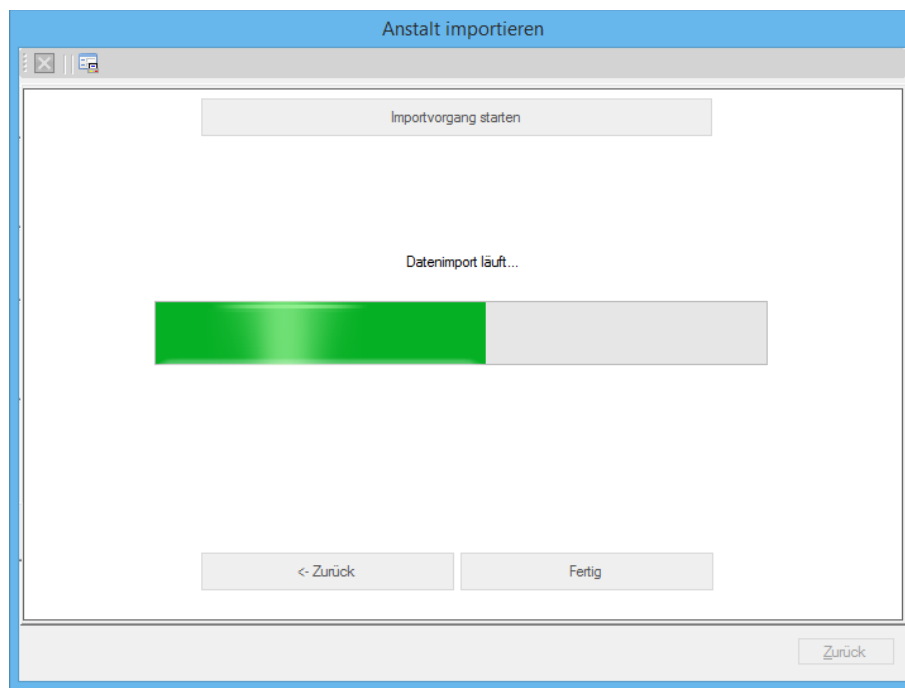 Anstalt importieren
Importvorgang starten
Datenimport läuft...
<- Zurück
Fertig
Zurück